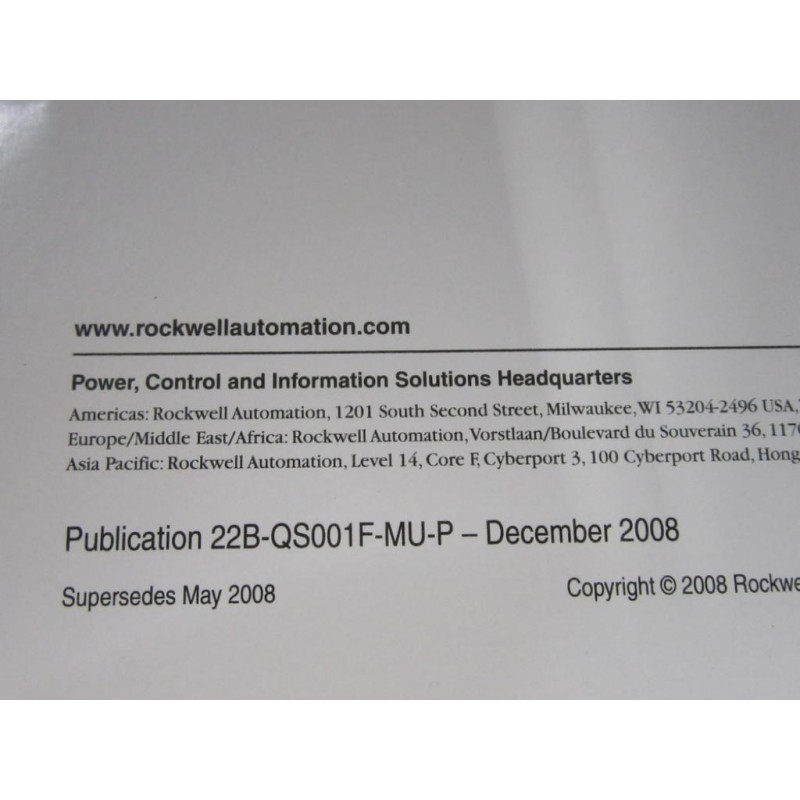 www.rockwellautomation.com
Power, Control and Information Solutions Headquarters
Americas: Rockwell Automation, 1201 South Second Street, Milwaukee, WI 53204-2496 USA,
Europe/Middle East/Africa: Rockwell Automation, Vorstlaan/Boulevard du Souverain 36,
Asia Pacific: Rockwell Automation, Level 14, Core F, Cyberport 3, 100 Cyberport Road, Hong
Publication 22B-QS001F-MU-P – December 2008
Supersedes May 2008
Copyright © 2008